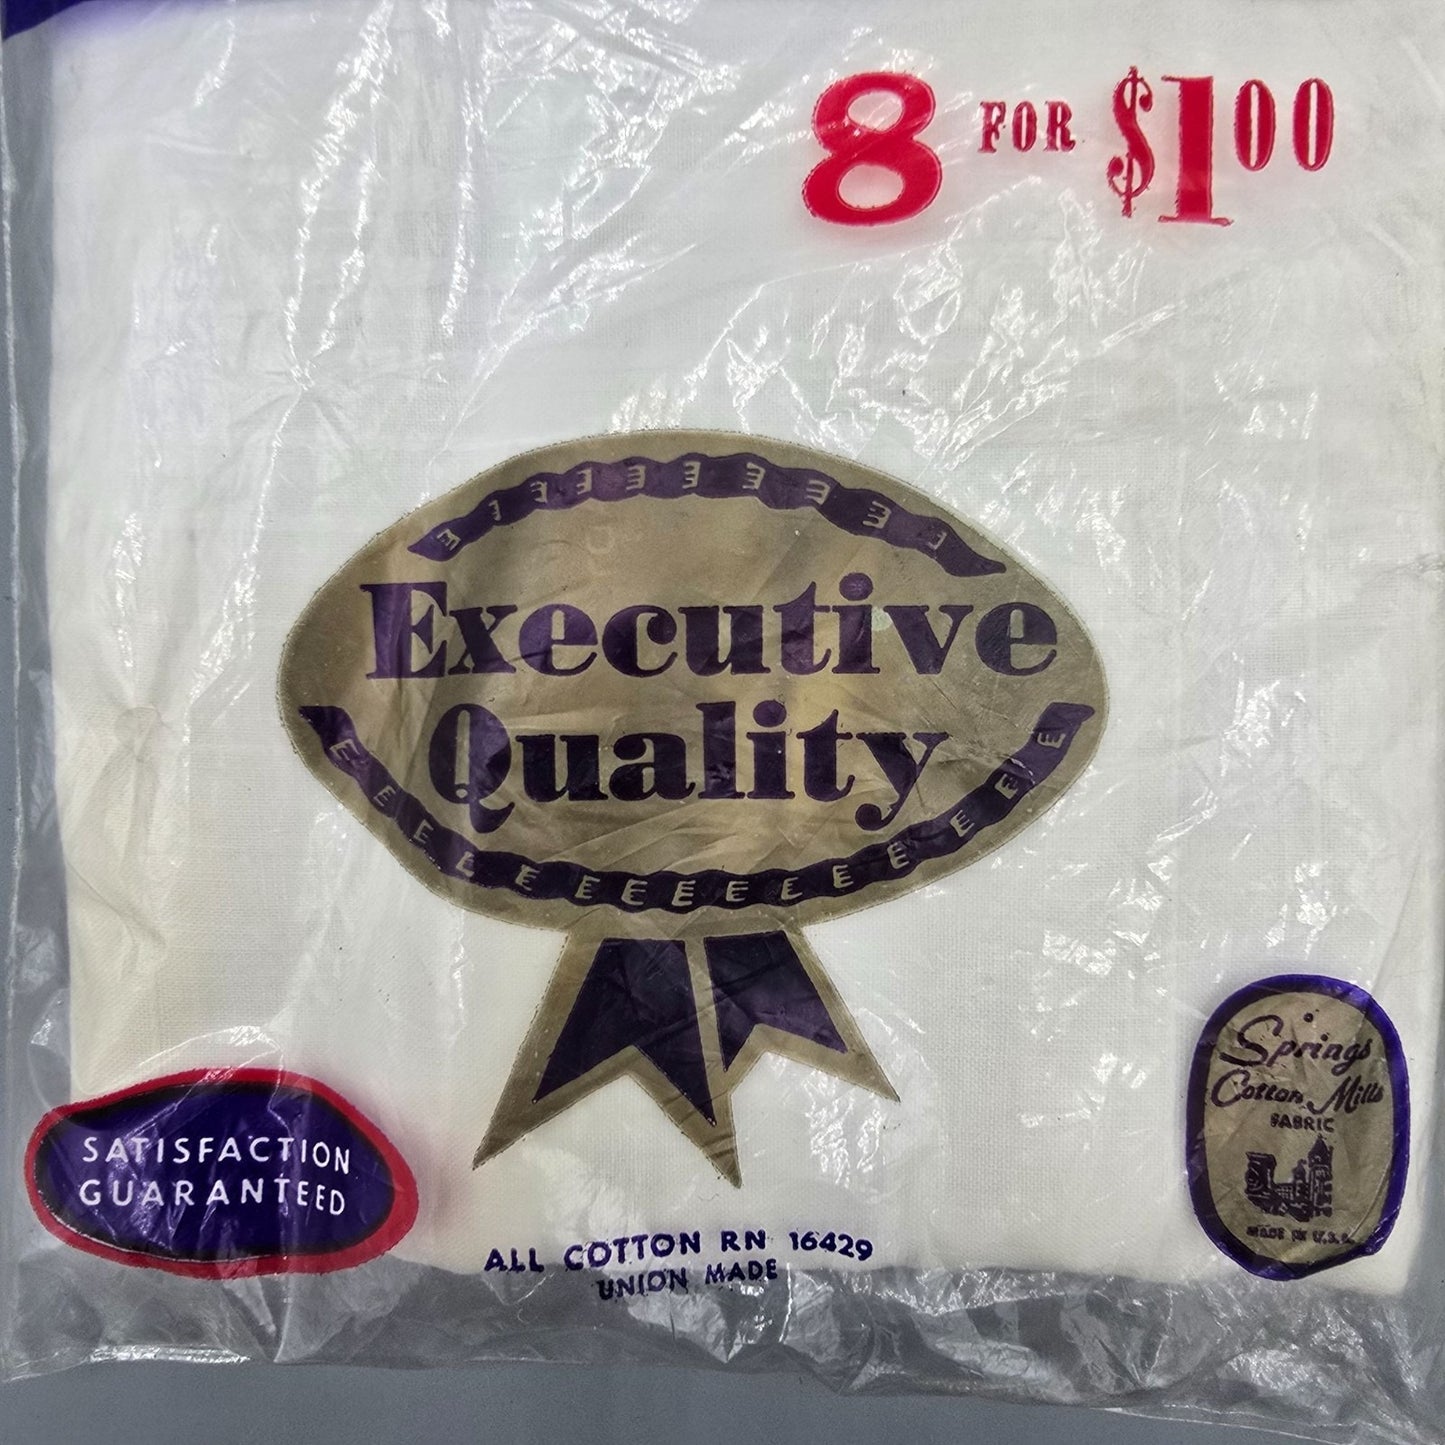 8 FOR $1.00
Executive
Quality
SATISFACTION
GUARANTEED
ALL COTTON RN 16429
UNION MADE
Springs
Cotton Mills
FABRIC
MADE IN U.S.A.